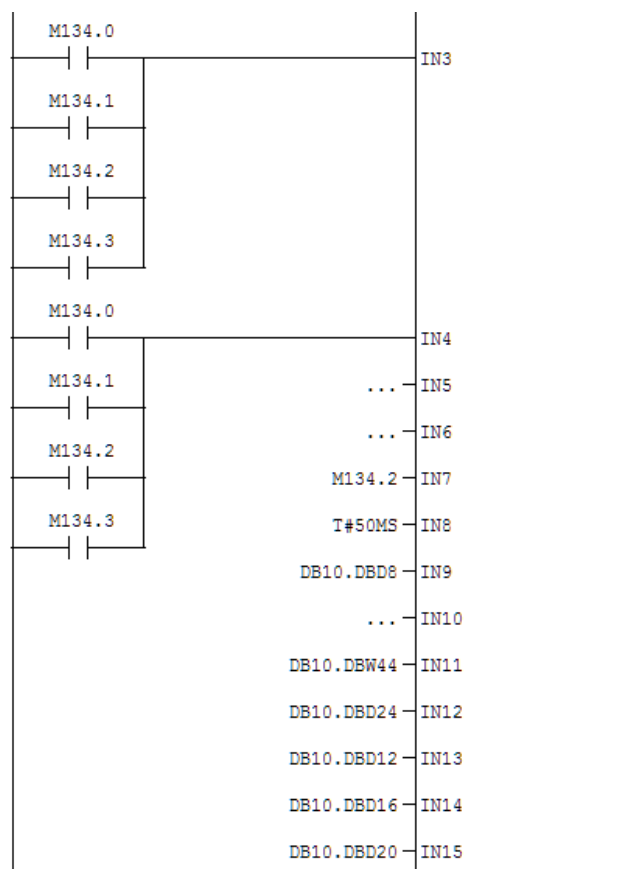 M134.0
IN3
M134.1
M134.2
M134.3
M134.0
IN4
M134.1
... IN5
... IN6
M134.2
M134.2 IN7
M134.3
T#50MS IN8
DB10.DBD8 IN9
... IN10
DB10.DBW44 IN11
DB10.DBD24 IN12
DB10.DBD12 IN13
DB10.DBD16 IN14
DB10.DBD20 IN15